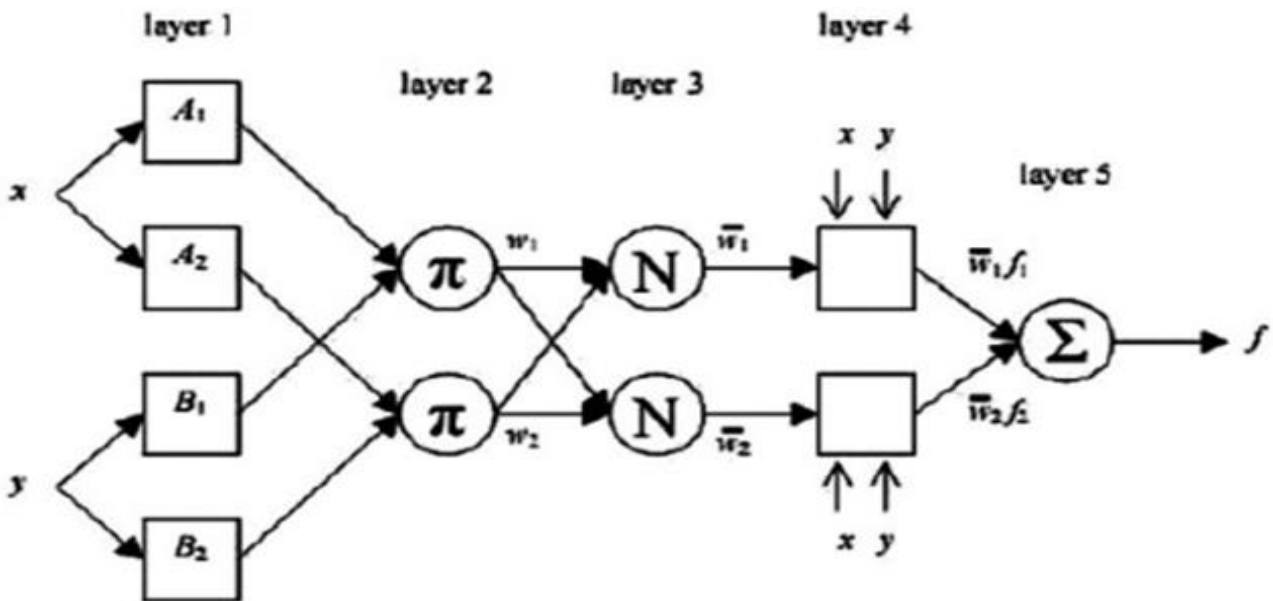 layer 1
layer 4
layer 2
layer 3
A₁
x y
layer 5
x
A₂
w₁
w̄₁
π
N
w̄₁f₁
Σ
f
B₁
π
N
w₂
w̄₂
w̄₂f₂
y
B₂
x y